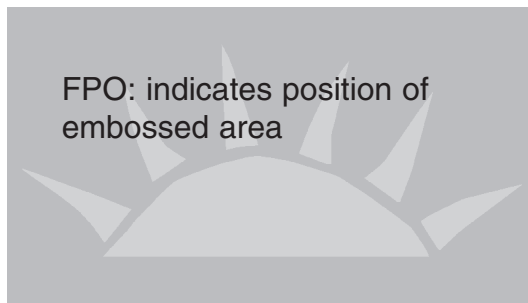 FPO: indicates position of
embossed area